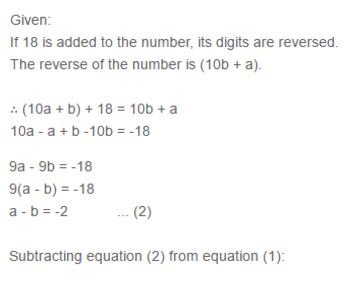 Given:
If 18 is added to the number, its digits are reversed.
The reverse of the number is (10b + a).
∴ (10a + b) + 18 = 10b + a
10a - a + b -10b = -18
9a - 9b = -18
9(a - b) = -18
a - b = -2 ... (2)
Subtracting equation (2) from equation (1):